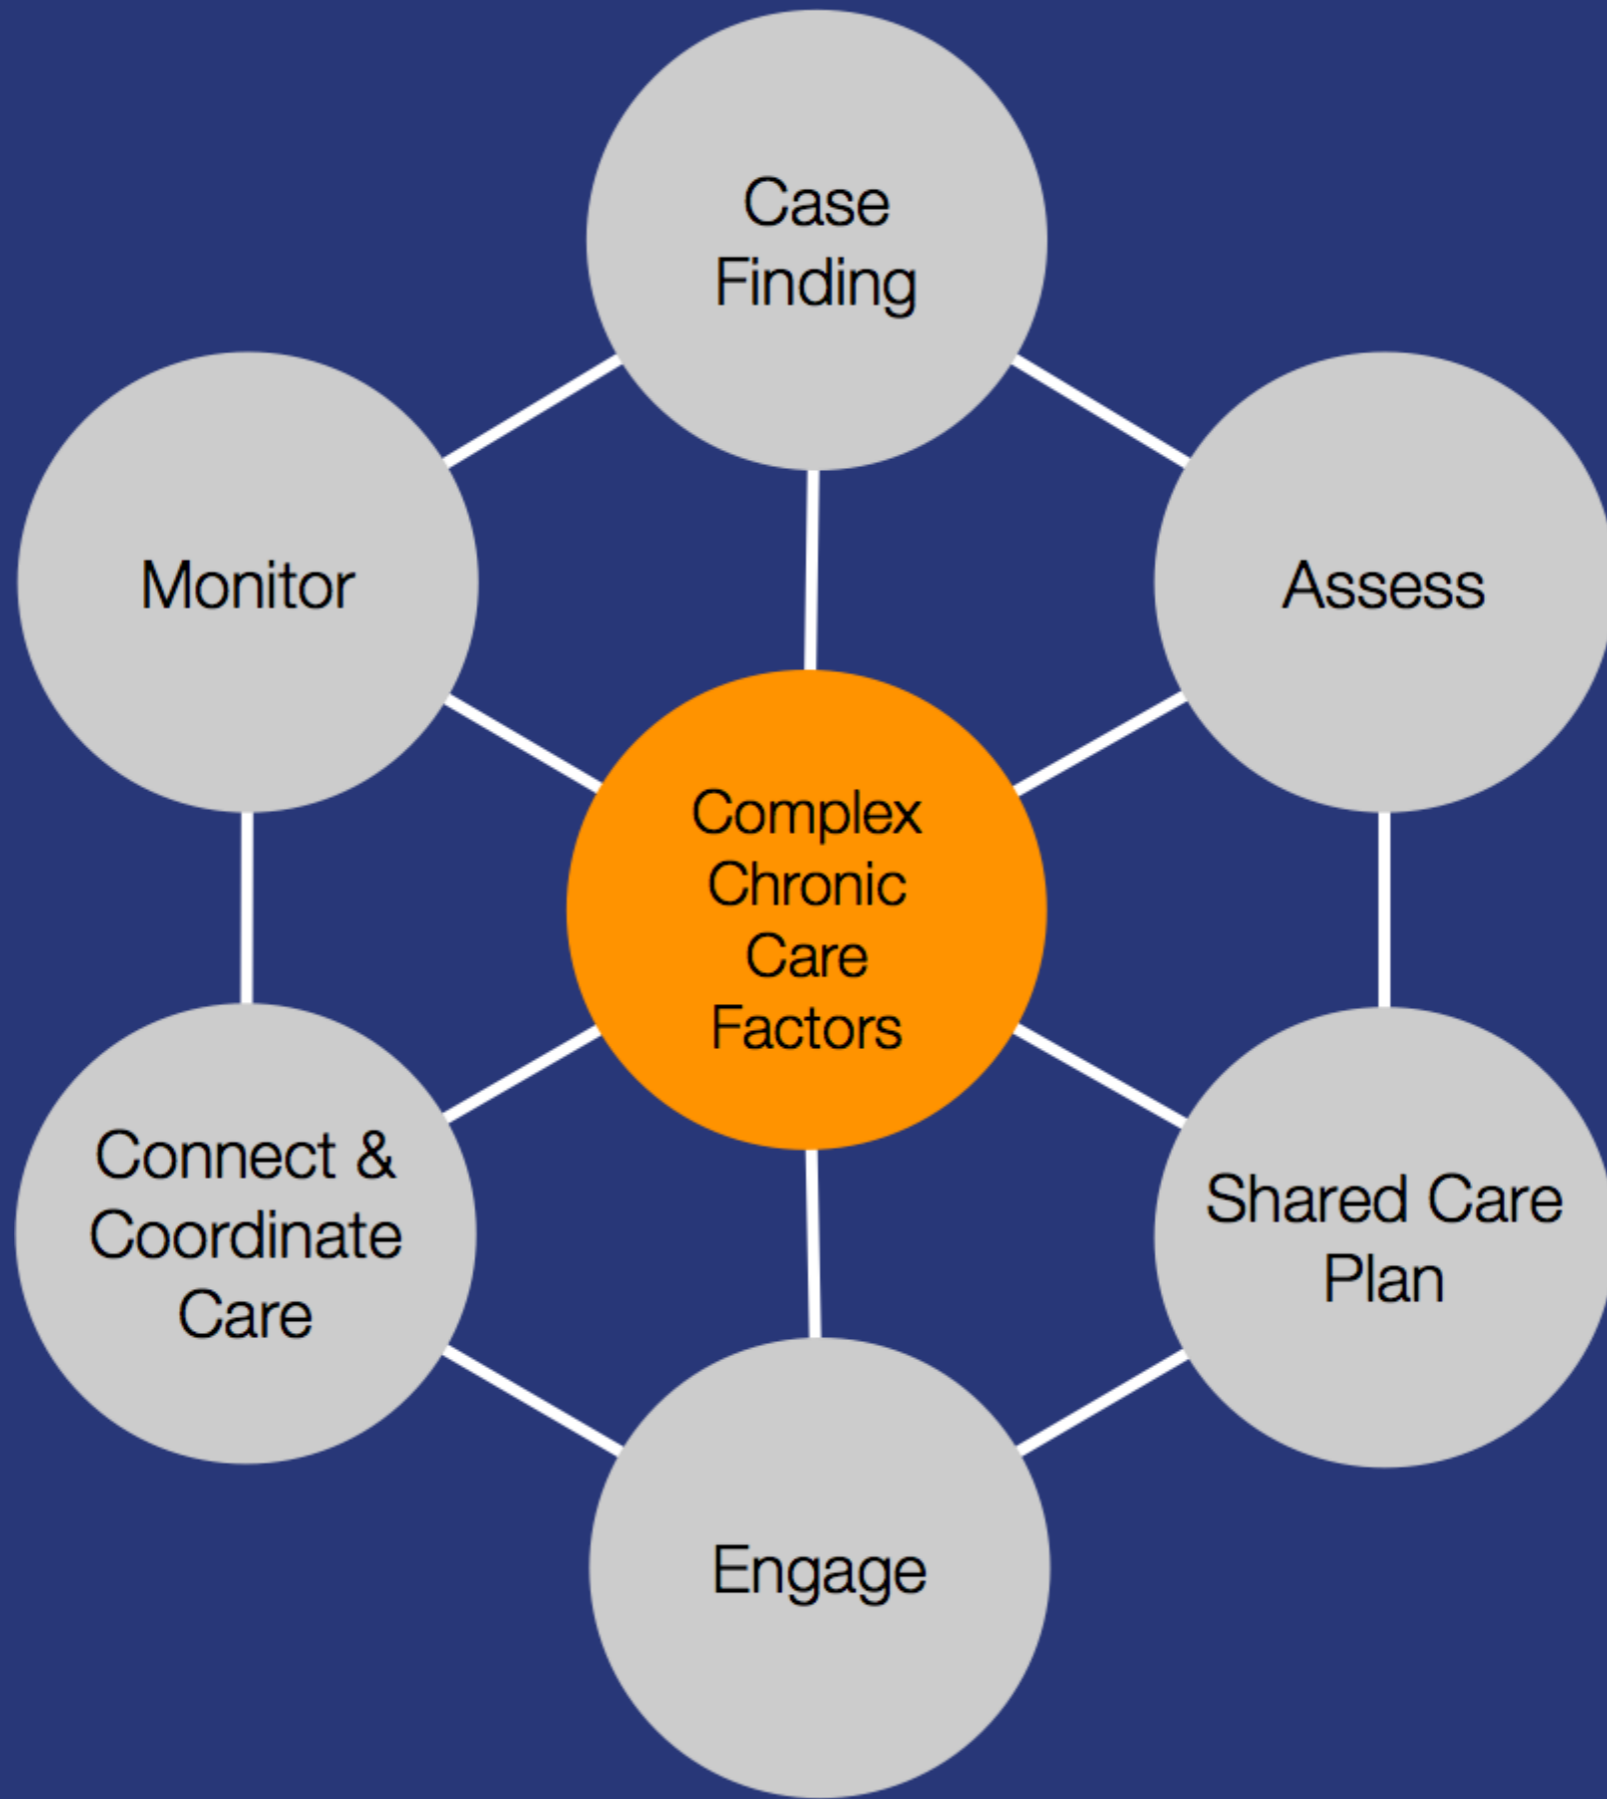 Case
Finding
Monitor
Assess
Complex
Chronic
Care
Factors
Connect &
Coordinate
Care
Shared Care
Plan
Engage